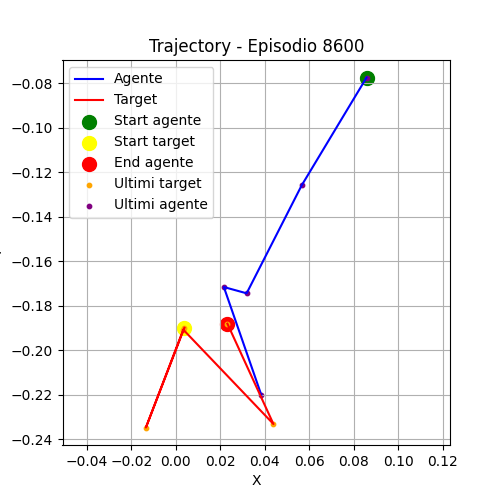 Trajectory - Episodio 8600
Agente
Target
Start agente
Start target
End agente
Ultimi target
Ultimi agente
−0.08
−0.10
−0.12
−0.14
−0.16
−0.18
−0.20
−0.22
−0.24
−0.04 −0.02 0.00 0.02 0.04 0.06 0.08 0.10 0.12
X